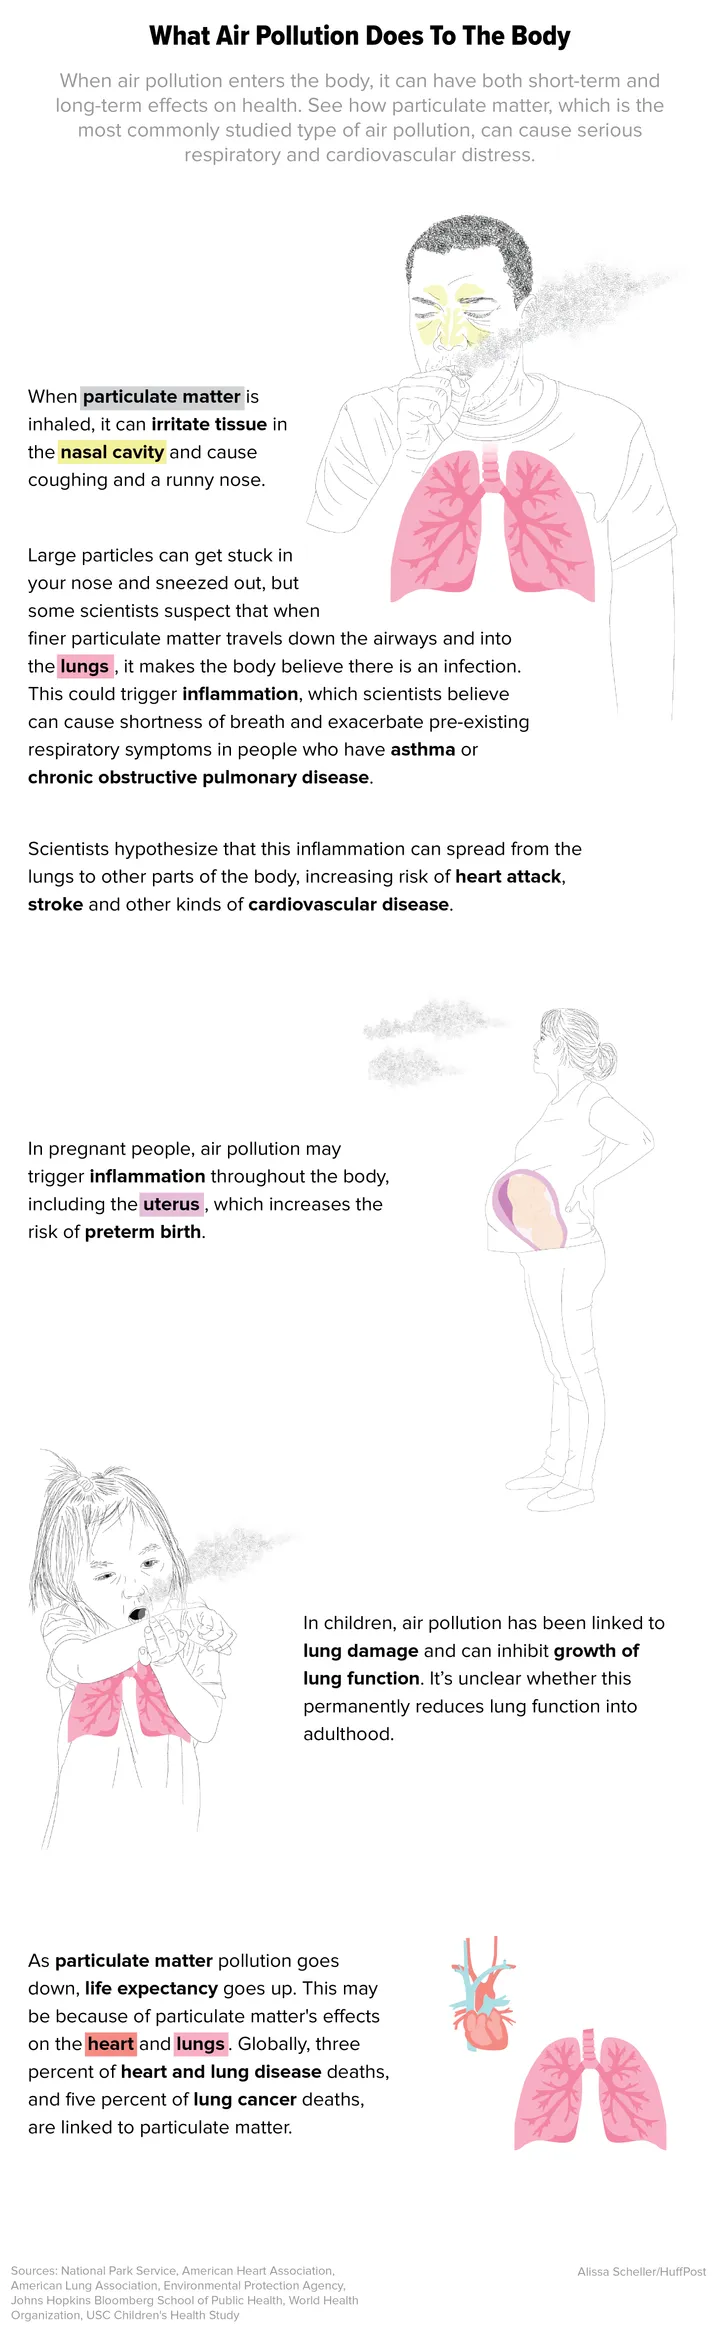 What Air Pollution Does To The Body
When air pollution enters the body, it can have both short-term and
long-term effects on health. See how particulate matter, which is the
most commonly studied type of air pollution, can cause serious
respiratory and cardiovascular distress.
When particulate matter is
inhaled, it can irritate tissue in
the nasal cavity and cause
coughing and a runny nose.
Large particles can get stuck in
your nose and sneezed out, but
some scientists suspect that when
finer particulate matter travels down the airways and into
the lungs, it makes the body believe there is an infection.
This could trigger inflammation, which scientists believe
can cause shortness of breath and exacerbate pre-existing
respiratory symptoms in people who have asthma or
chronic obstructive pulmonary disease.
Scientists hypothesize that this inflammation can spread from the
lungs to other parts of the body, increasing risk of heart attack,
stroke and other kinds of cardiovascular disease.
In pregnant people, air pollution may
trigger inflammation throughout the body,
including the uterus, which increases the
risk of preterm birth.
In children, air pollution has been linked to
lung damage and can inhibit growth of
lung function. It's unclear whether this
permanently reduces lung function into
adulthood.
As particulate matter pollution goes
down, life expectancy goes up. This may
be because of particulate matter's effects
on the heart and lungs. Globally, three
percent of heart and lung disease deaths,
and five percent of lung cancer deaths,
are linked to particulate matter.
Sources: National Park Service, American Heart Association,
American Lung Association, Environmental Protection Agency,
Johns Hopkins Bloomberg School of Public Health, World Health
Organization, USC Children's Health Study
Alissa Scheller/HuffPost